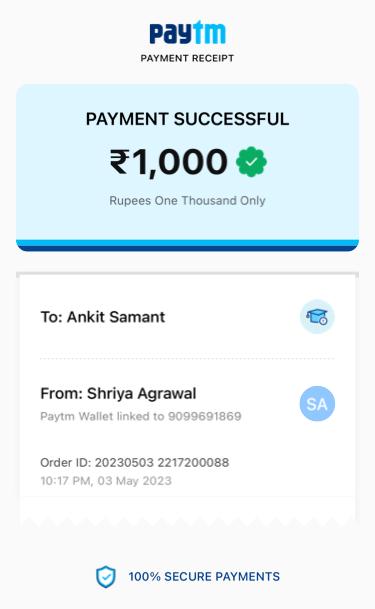 paytm
PAYMENT RECEIPT
PAYMENT SUCCESSFUL
₹1,000
Rupees One Thousand Only
To: Ankit Samant
From: Shriya Agrawal
SA
Paytm Wallet linked to 9099691869
Order ID: 20230503 2217200088
10:17 PM, 03 May 2023
100% SECURE PAYMENTS